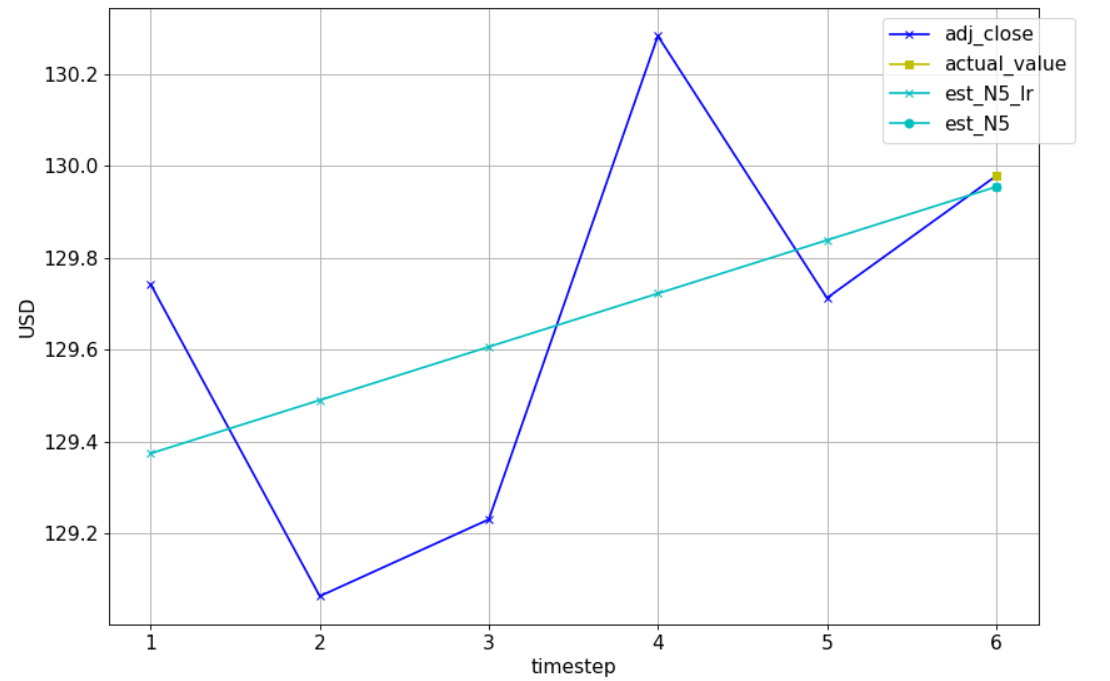 adj_close
actual_value
est_N5_lr
est_N5
130.2
130.0
129.8
129.6
129.4
129.2
USD
1 2 3 4 5 6
timestep